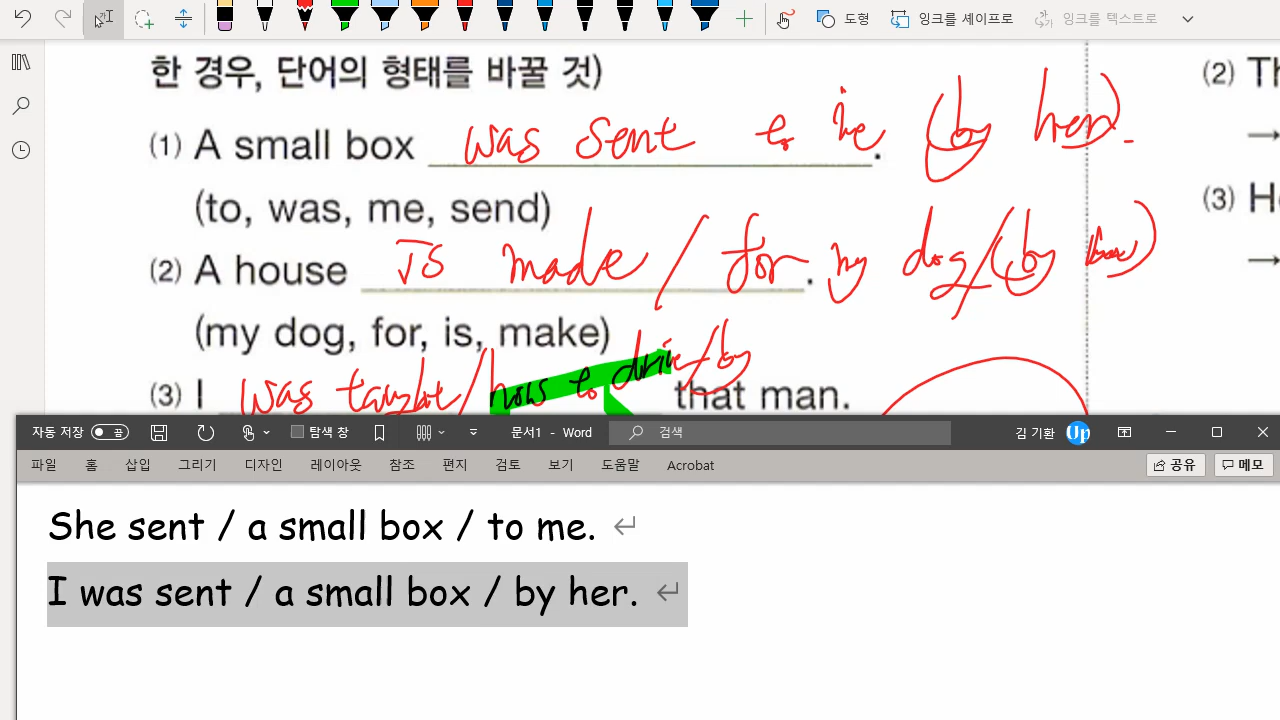 잉크를 셰이프로
도형
잉크를 텍스트로
한 경우, 단어의 형태를 바꿀 것)
(1) A small box was sent to me (by her).
(to, was, me, send)
(2) A house is made / for my dog / (by
(my dog, for, is, make)
(3) I was taught / how to drive / by that man.
(2) Th
→
(3) He
→
자동 저장 끔
탐색 창
문서1 - Word
검색
김 기환 Up
파일 홈 삽입 그리기 디자인 레이아웃 참조 편지 검토 보기 도움말 Acrobat
공유 메모
She sent / a small box / to me.
I was sent / a small box / by her.